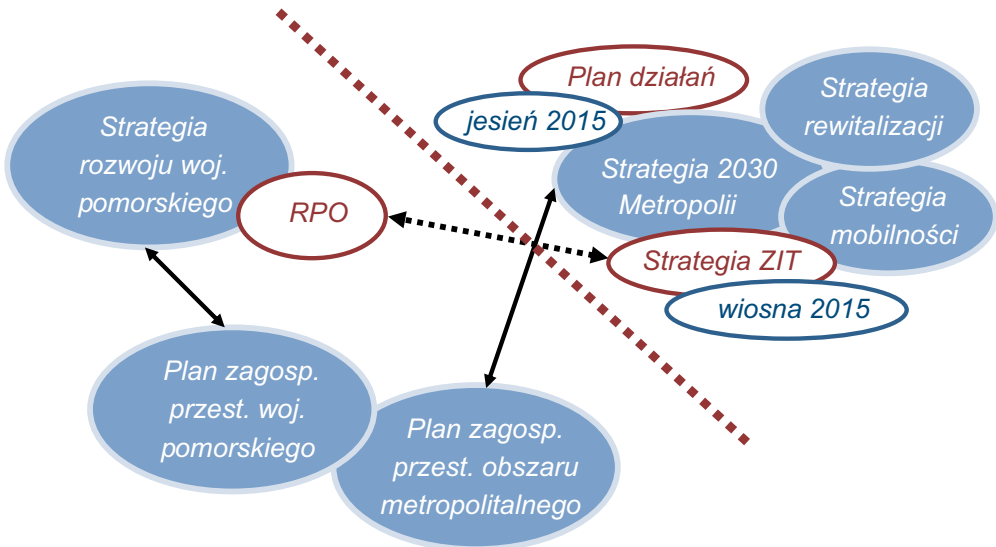 Strategia
rozwoju woj.
pomorskiego
RPO
Plan działań
jesień 2015
Strategia
rewitalizacji
Strategia 2030
Metropolii
Strategia
mobilności
Strategia ZIT
wiosna 2015
Plan zagosp.
przest. woj.
pomorskiego
Plan zagosp.
przest. obszaru
metropolitalnego